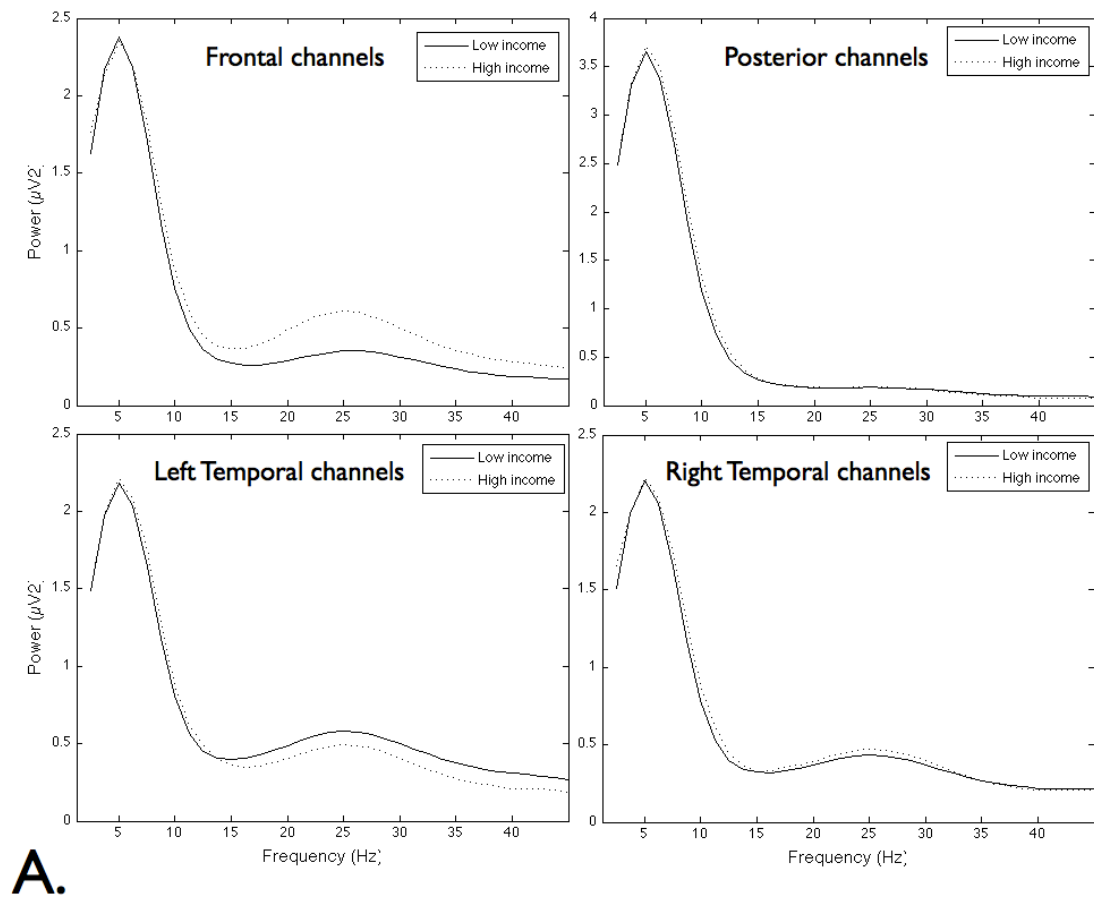 Frontal channels
Low income
High income
Power (µV2)
2.5
2
1.5
1
0.5
0
5 10 15 20 25 30 35 40
Posterior channels
Low income
High income
4
3.5
3
2.5
2
1.5
1
0.5
0
5 10 15 20 25 30 35 40
Left Temporal channels
Low income
High income
Power (µV2)
2.5
2
1.5
1
0.5
0
5 10 15 20 25 30 35 40
Frequency (Hz)
Right Temporal channels
Low income
High income
2.5
2
1.5
1
0.5
0
5 10 15 20 25 30 35 40
Frequency (Hz)
A.